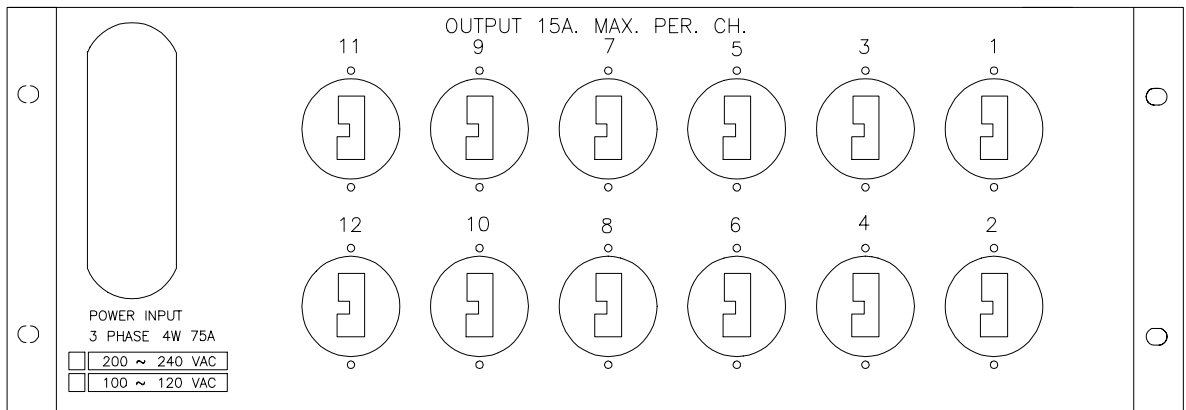 OUTPUT 15A. MAX. PER. CH.
11 9 7 5 3 1
12 10 8 6 4 2
POWER INPUT
3 PHASE 4W 75A
200 ~ 240 VAC
100 ~ 120 VAC